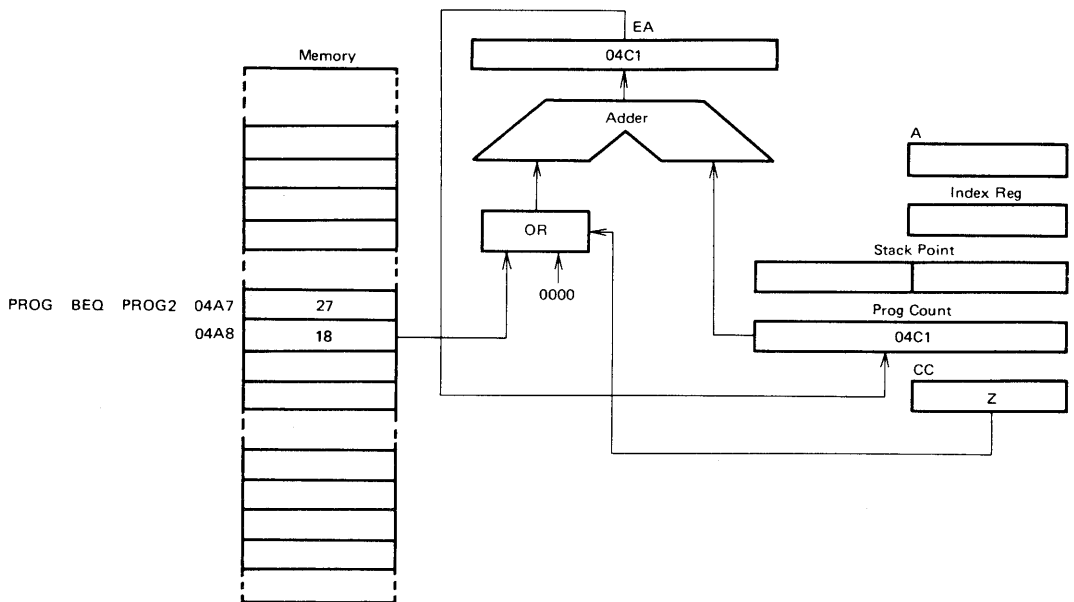 EA
04C1
Memory
Adder
A
Index Reg
OR
Stack Point
0000
PROG BEQ PROG2 04A7 27
Prog Count
04A8 18
04C1
CC
Z